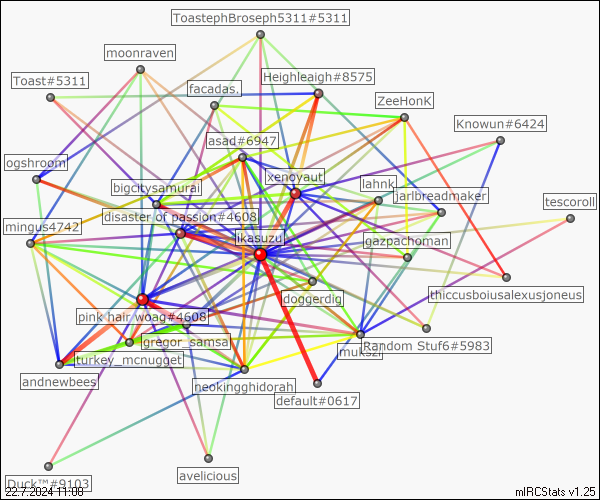 ToastephBroseph5311#5311
moonraven
Heighleaigh#8575
Toast#5311
facadas.
ZeeHonK
Knowun#6424
asad#6947
ogshroom
xenoyaut
lahnk
bigcitysamurai
jarlbreadmaker
tescoroll
disaster of passion#4608
mingus4742
ikasuzu
gazpachoman
doggerdig
thiccusboiusalexusjoneus
pink hair woag#4608
gregor_samsa
mukszi
Random Stuf6#5983
turkey_mcnugget
andnewbees
neokingghidorah
default#0617
avelicious
Duck™#9103
22.7.2024 11:08
mIRCStats v1.25